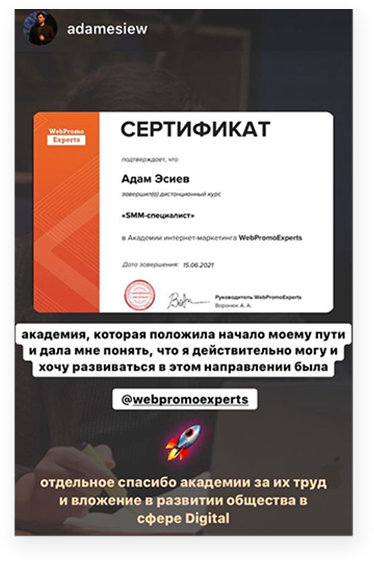 adamesiew
WebPromo
Experts
СЕРТИФИКАТ
подтверждает, что
Адам Эсиев
завершил(а) дистанционный курс
«SMM-специалист»
в Академии интернет-маркетинга WebPromoExperts
Дата завершения: 15.06.2021
Руководитель WebPromoExperts
Воронюк А. А.
академия, которая положила начало моему пути
и дала мне понять, что я действительно могу и
хочу развиваться в этом направлении была
@webpromoexperts
отдельное спасибо академии за их труд
и вложение в развитии общества в
сфере Digital